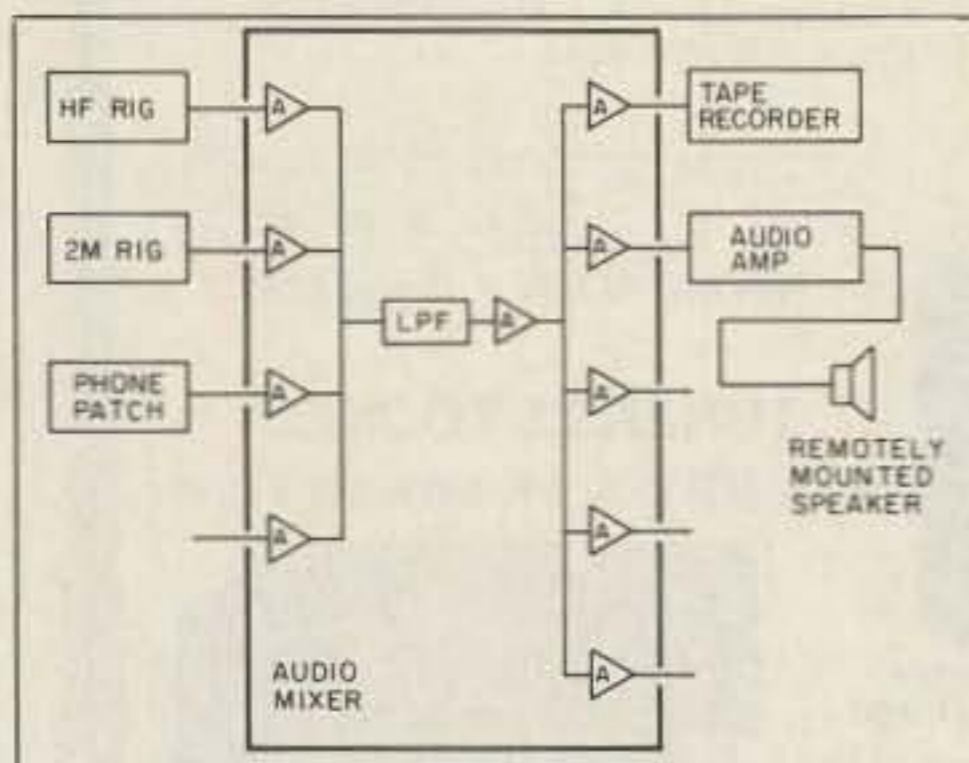 HF RIG
A
A
TAPE
RECORDER
2M RIG
A
A
AUDIO
AMP
LPF
A
PHONE
PATCH
A
A
REMOTELY
MOUNTED
SPEAKER
A
A
AUDIO
MIXER
A